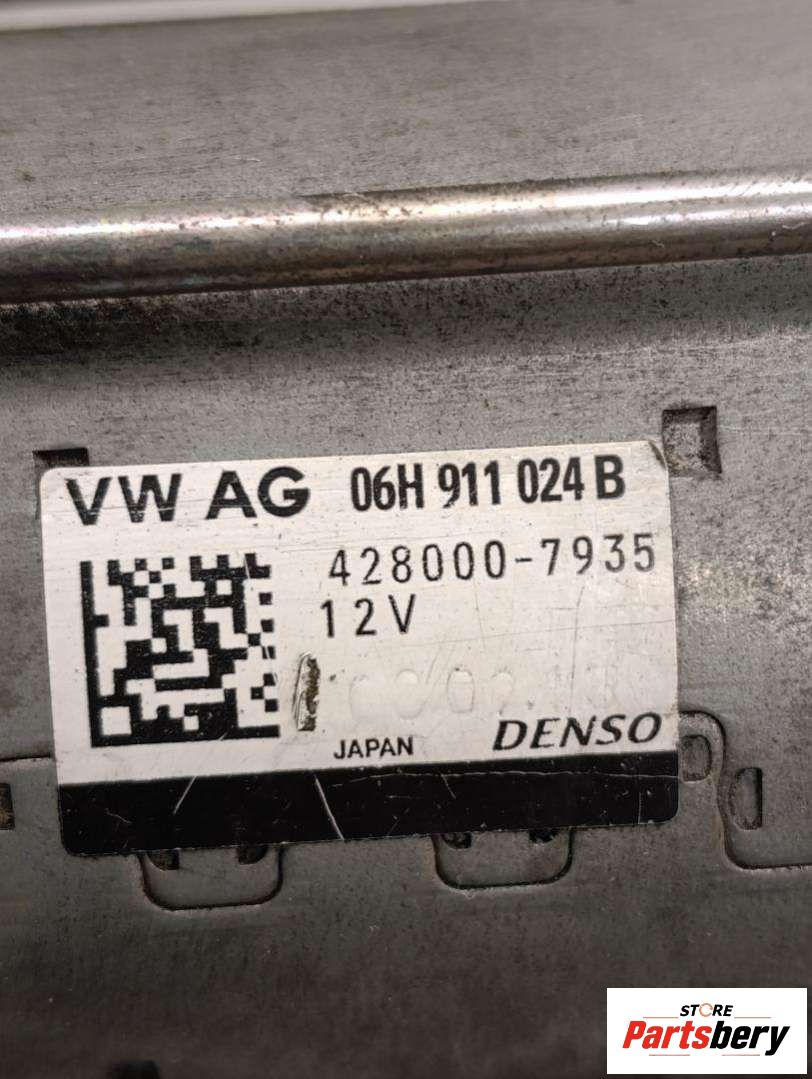 VW AG 06H 911 024 B
428000-7935
12V
JAPAN DENSO
STORE
Partsbery